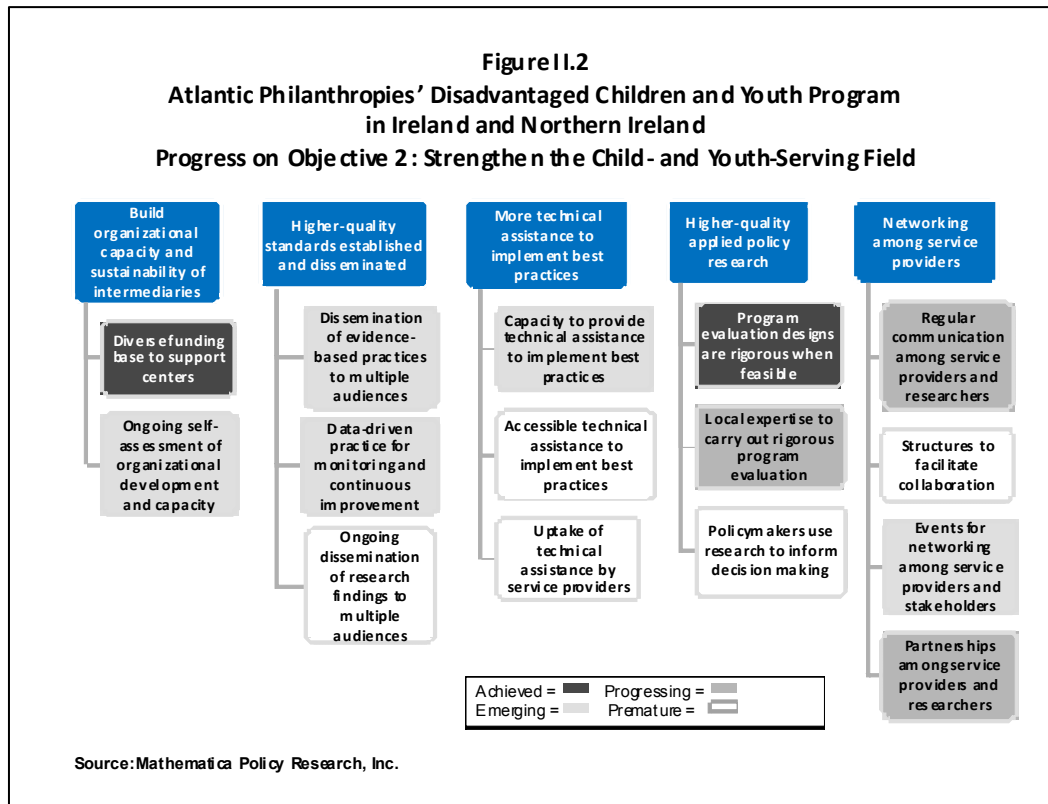 Figure II.2
Atlantic Philanthropies’ Disadvantaged Children and Youth Program
in Ireland and Northern Ireland
Progress on Objective 2: Strengthen the Child- and Youth-Serving Field
Build
organizational
capacity and
sustainability of
intermediaries
Diverse funding
base to support
centers
Ongoing self-
assessment of
organizational
development
and capacity
Higher-quality
standards established
and disseminated
Dissemination
of evidence-
based practices
to multiple
audiences
Data-driven
practice for
monitoring and
continuous
improvement
Ongoing
dissemination
of research
findings to
multiple
audiences
More technical
assistance to
implement best
practices
Capacity to provide
technical assistance
to implement best
practices
Accessible technical
assistance to
implement best
practices
Uptake of
technical
assistance by
service providers
Higher-quality
applied policy
research
Program
evaluation designs
are rigorous when
feasible
Local expertise to
carry out rigorous
program
evaluation
Policymakers use
research to inform
decision making
Networking
among service
providers
Regular
communication
among service
providers and
researchers
Structures to
facilitate
collaboration
Events for
networking
among service
providers and
stakeholders
Partnerships
among service
providers and
researchers
Achieved = Progressing =
Emerging = Premature =
Source: Mathematica Policy Research, Inc.